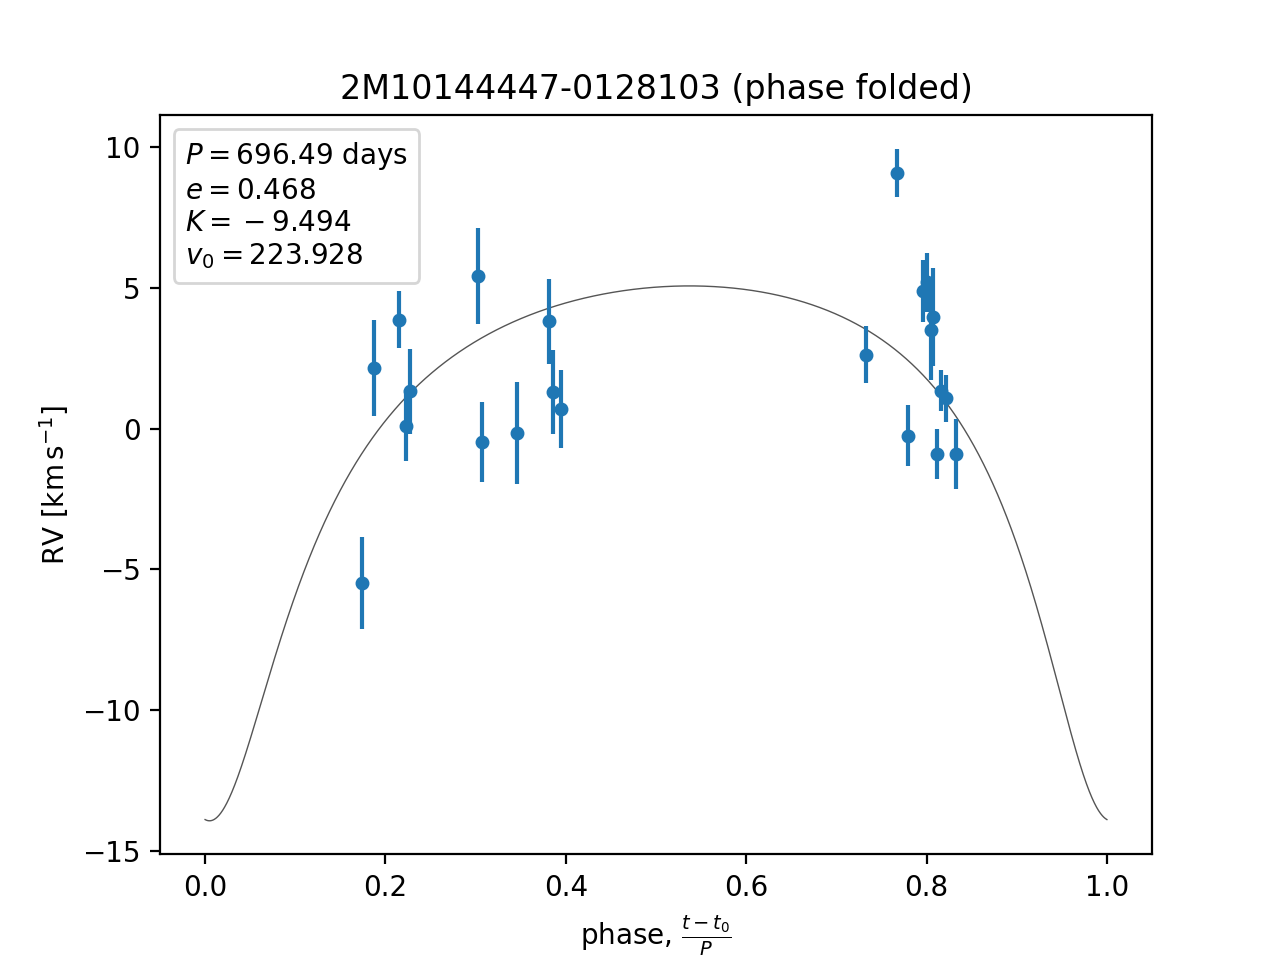 2M10144447-0128103 (phase folded)
P = 696.49 days
e = 0.468
K = −9.494
v₀ = 223.928
RV [km s⁻¹]
10
5
0
−5
−10
−15
0.0 0.2 0.4 0.6 0.8 1.0
phase, (t − t₀)/P